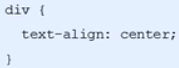 div {
  text-align: center;
}